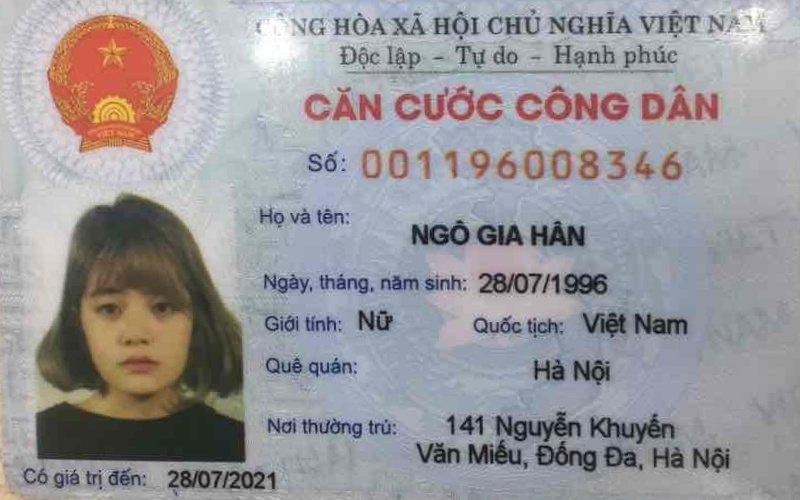 CỘNG HÒA XÃ HỘI CHỦ NGHĨA VIỆT NAM
Độc lập - Tự do - Hạnh phúc
CĂN CƯỚC CÔNG DÂN
Số: 001196008346
Họ và tên:
NGÔ GIA HÂN
Ngày, tháng, năm sinh: 28/07/1996
Giới tính: Nữ Quốc tịch: Việt Nam
Quê quán: Hà Nội
Nơi thường trú: 141 Nguyễn Khuyến
Văn Miếu, Đống Đa, Hà Nội
Có giá trị đến: 28/07/2021
VIỆT NAM